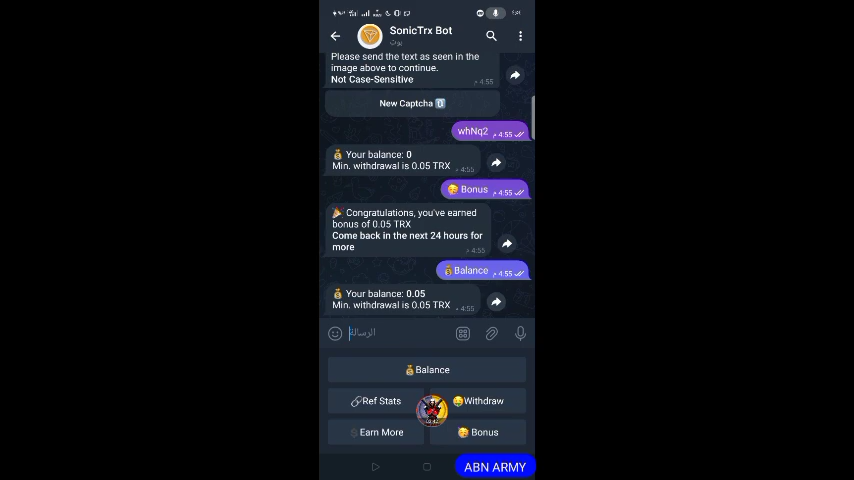 SonicTrx Bot
بوت
Please send the text as seen in the
image above to continue.
Not Case-Sensitive
4:55 م
New Captcha
whNq2 4:55 م
💰 Your balance: 0
Min. withdrawal is 0.05 TRX 4:55 م
🥳 Bonus 4:55 م
🎉 Congratulations, you've earned
bonus of 0.05 TRX
Come back in the next 24 hours for
more 4:55 م
💰Balance 4:55 م
💰 Your balance: 0.05
Min. withdrawal is 0.05 TRX 4:55 م
الرسالة
💰Balance
🔗Ref Stats 🤑Withdraw
Earn More 🥳 Bonus
ABN ARMY